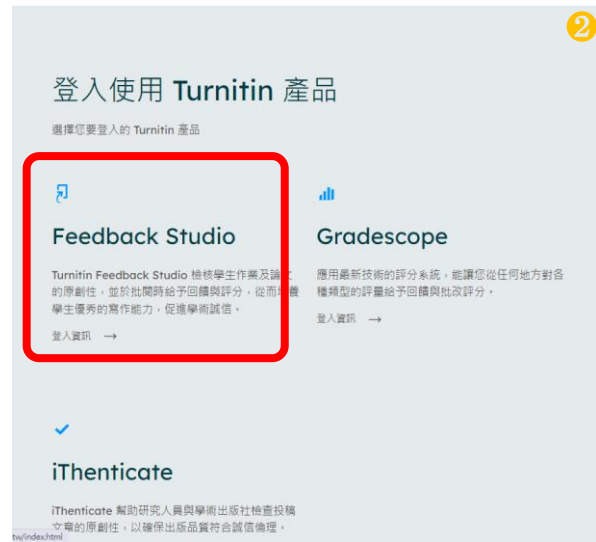 2
登入使用 Turnitin 產品
選擇您要登入的 Turnitin 產品
Feedback Studio
Turnitin Feedback Studio 檢核學生作業及論文
的原創性，並於批閱時給予回饋與評分，從而培養
學生優秀的寫作能力，促進學術誠信。
登入資訊 →
Gradescope
應用最新技術的評分系統，能讓您從任何地方對各
種類型的評量給予回饋與批改評分。
登入資訊 →
iThenticate
iThenticate 幫助研究人員與學術出版社檢查投稿
文章的原創性，以確保出版品質符合誠信倫理。
tw/index.html